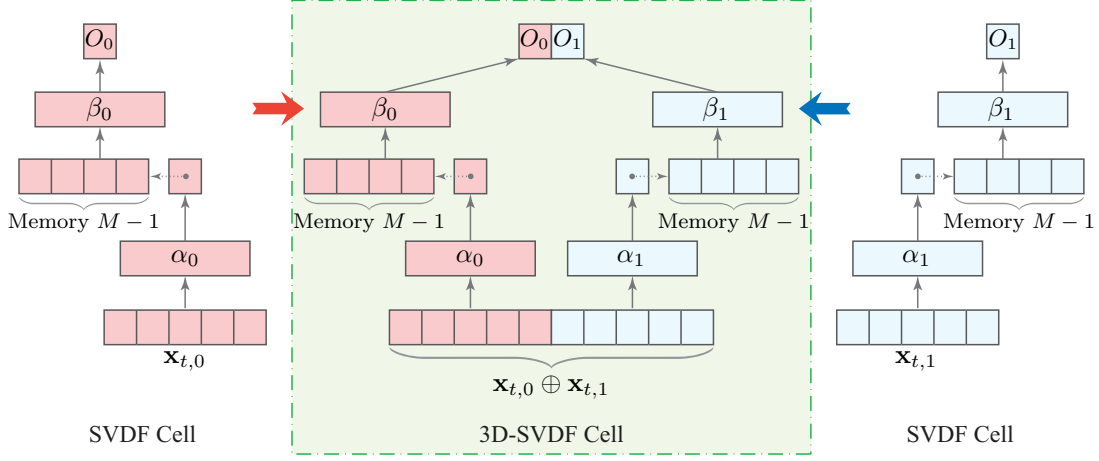 O₀
O₀ O₁
O₁
β₀
β₀
β₁
β₁
Memory M − 1
Memory M − 1
Memory M − 1
Memory M − 1
α₀
α₀
α₁
α₁
𝐱ₜ,₀
𝐱ₜ,₁
𝐱ₜ,₀ ⊕ 𝐱ₜ,₁
SVDF Cell
3D-SVDF Cell
SVDF Cell